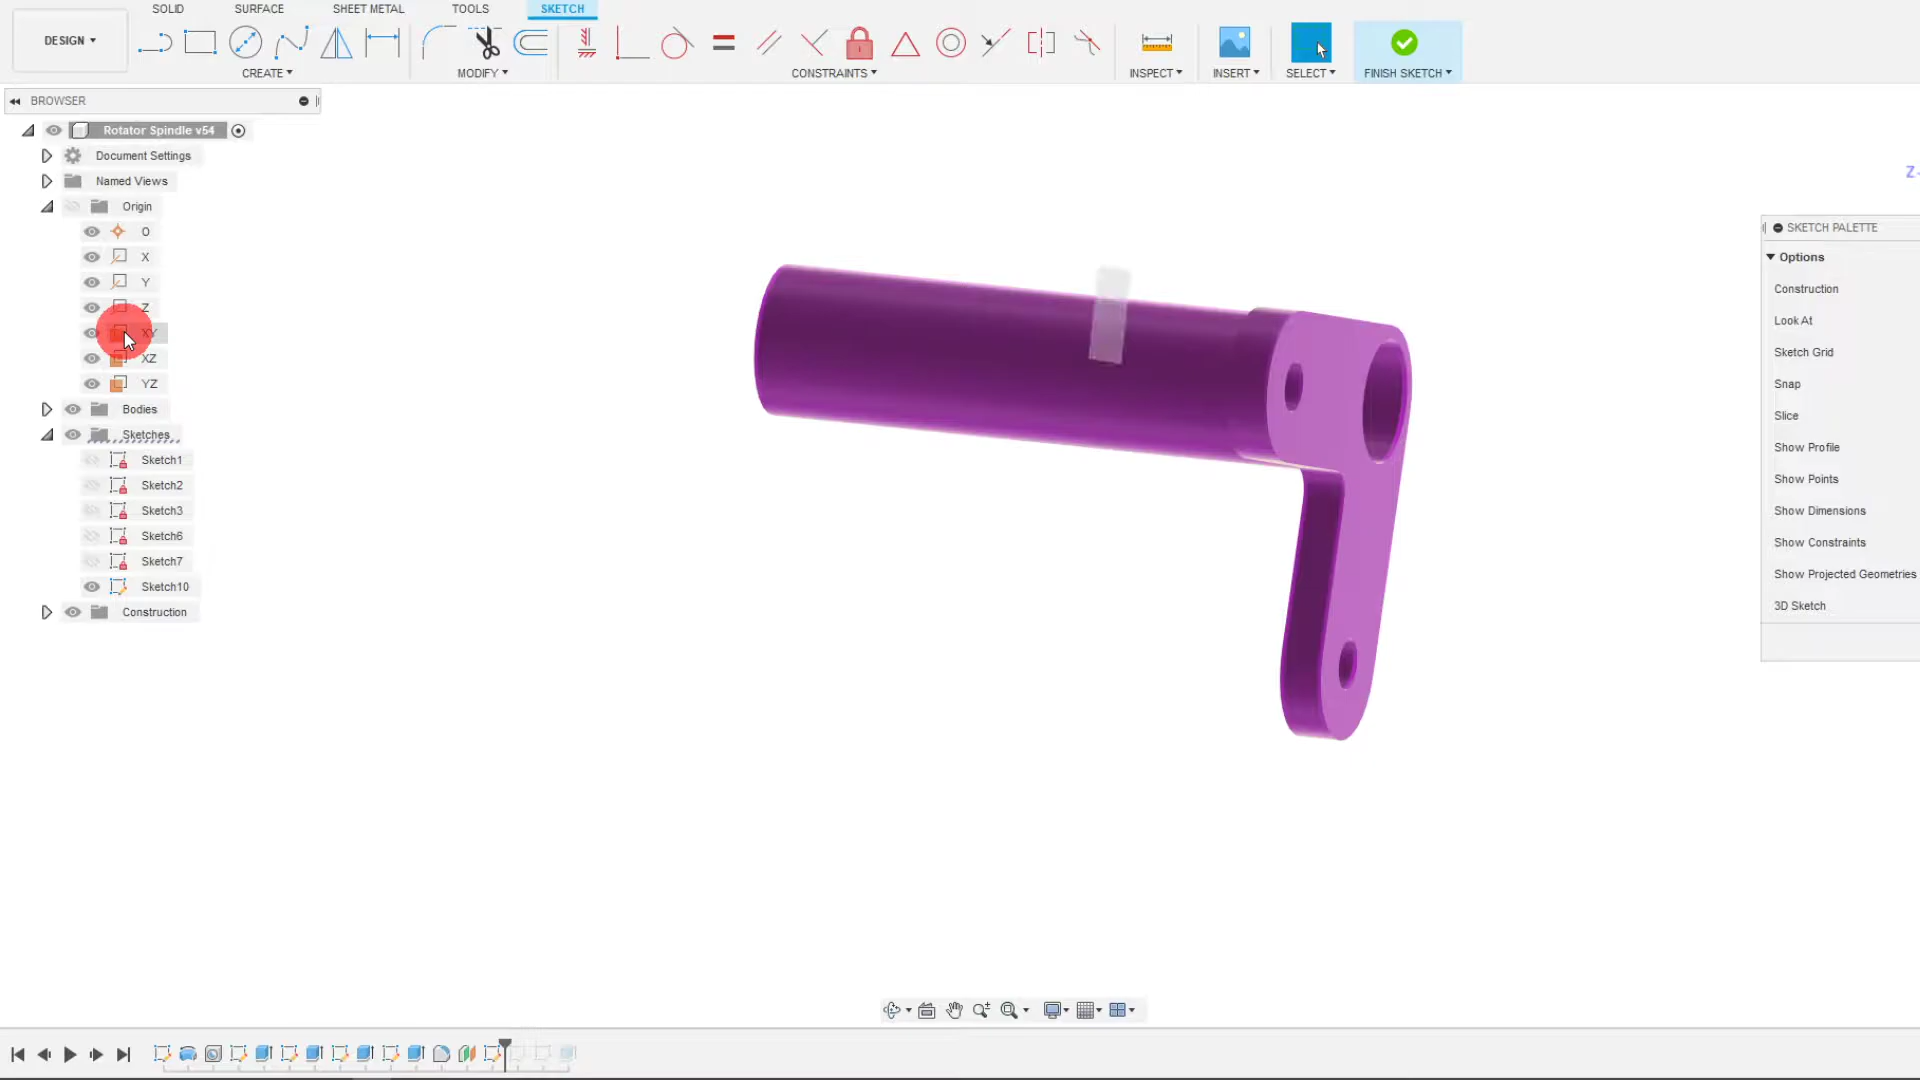 SOLID SURFACE SHEET METAL TOOLS SKETCH
DESIGN
CREATE MODIFY CONSTRAINTS INSPECT INSERT SELECT FINISH SKETCH
BROWSER
Rotator Spindle v54
Document Settings
Named Views
Origin
O
X
Y
Z
XY
XZ
YZ
Bodies
Sketches
Sketch1
Sketch2
Sketch3
Sketch6
Sketch7
Sketch10
Construction
Z
SKETCH PALETTE
Options
Construction
Look At
Sketch Grid
Snap
Slice
Show Profile
Show Points
Show Dimensions
Show Constraints
Show Projected Geometries
3D Sketch